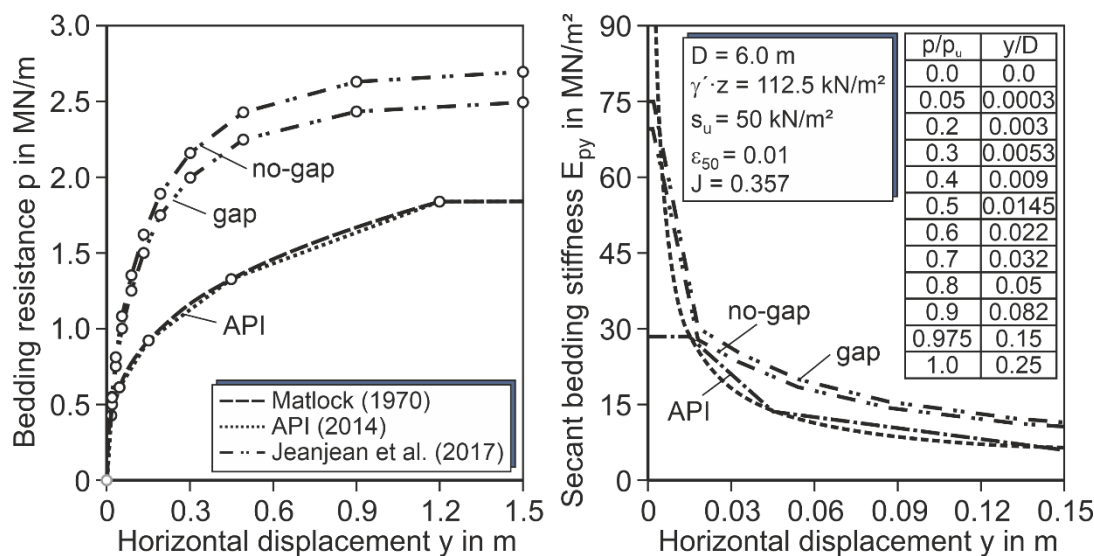 Bedding resistance p in MN/m
3.0
2.5
2.0
1.5
1.0
0.5
0
no-gap
gap
API
Matlock (1970)
API (2014)
Jeanjean et al. (2017)
0 0.3 0.6 0.9 1.2 1.5
Horizontal displacement y in m
Secant bedding stiffness E_py in MN/m²
90
75
60
45
30
15
0
D = 6.0 m
γ´·z = 112.5 kN/m²
s_u = 50 kN/m²
ε_50 = 0.01
J = 0.357
p/p_u y/D
0.0 0.0
0.05 0.0003
0.2 0.003
0.3 0.0053
0.4 0.009
0.5 0.0145
0.6 0.022
0.7 0.032
0.8 0.05
0.9 0.082
0.975 0.15
1.0 0.25
no-gap
gap
API
0 0.03 0.06 0.09 0.12 0.15
Horizontal displacement y in m